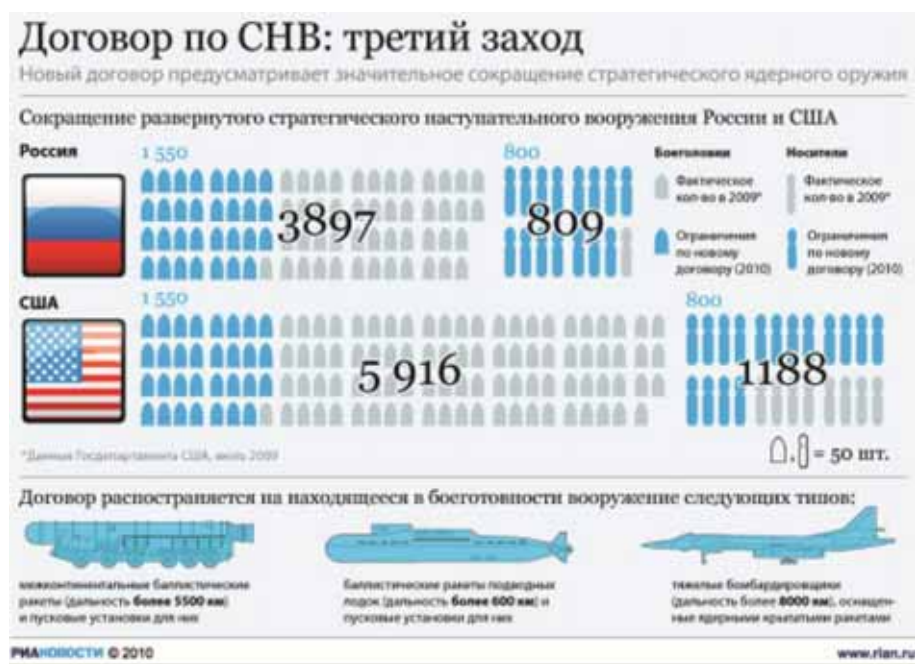 Договор по СНВ: третий заход
Новый договор предусматривает значительное сокращение стратегического ядерного оружия
Сокращение развернутого стратегического наступательного вооружения России и США
Россия
1 550
3897
800
809
Боеголовки
Фактическое
кол-во в 2009*
Ограничения
по новому
договору (2010)
Носители
Фактическое
кол-во в 2009*
Ограничения
по новому
договору (2010)
США
1 550
5 916
800
1188
*Данные Госдепартамента США, июль 2009
= 50 шт.
Договор распостраняется на находящееся в боеготовности вооружение следующих типов:
межконтинентальные баллистические
ракеты (дальность более 5500 км)
и пусковые установки для них
баллистические ракеты подводных
лодок (дальность более 600 км) и
пусковые установки для них
тяжелые бомбардировщики
(дальность более 8000 км), оснащен-
ные ядерными крылатыми ракетами
РИАНОВОСТИ © 2010
www.rian.ru